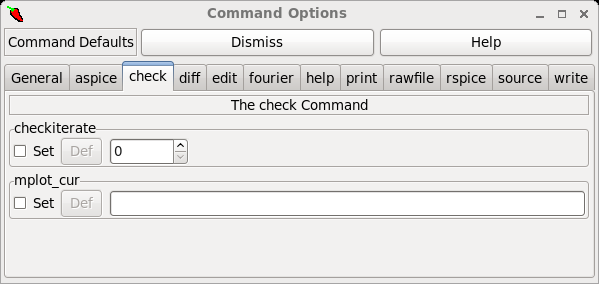 Command Options
Command Defaults Dismiss Help
General aspice check diff edit fourier help print rawfile rspice source write
The check Command
checkiterate
Set Def 0
mplot_cur
Set Def